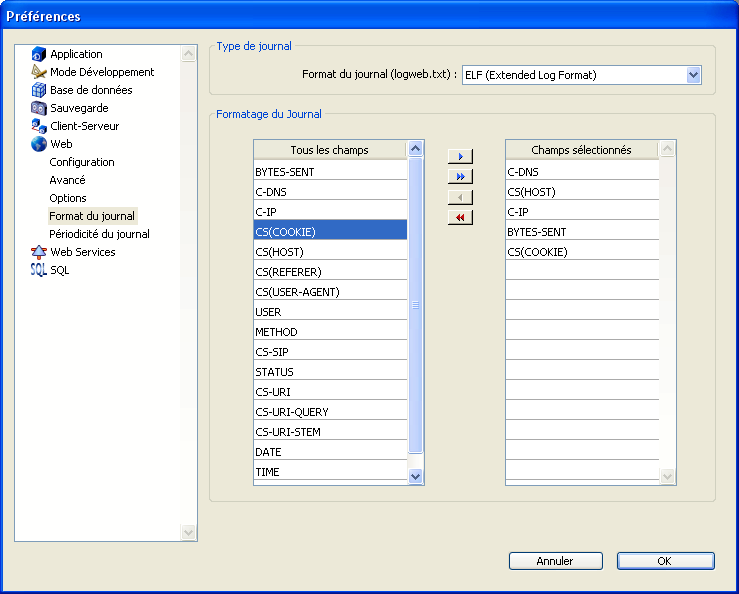 Préférences
Application
Mode Développement
Base de données
Sauvegarde
Client-Serveur
Web
Configuration
Avancé
Options
Format du journal
Périodicité du journal
Web Services
SQL SQL
Type de journal
Format du journal (logweb.txt) : ELF (Extended Log Format)
Formatage du Journal
Tous les champs
BYTES-SENT
C-DNS
C-IP
CS(COOKIE)
CS(HOST)
CS(REFERER)
CS(USER-AGENT)
USER
METHOD
CS-SIP
STATUS
CS-URI
CS-URI-QUERY
CS-URI-STEM
DATE
TIME
Champs sélectionnés
C-DNS
CS(HOST)
C-IP
BYTES-SENT
CS(COOKIE)
Annuler
OK